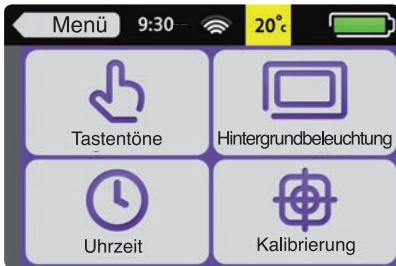 Menü 9:30 20°c
Tastentöne Hintergrundbeleuchtung
Uhrzeit Kalibrierung